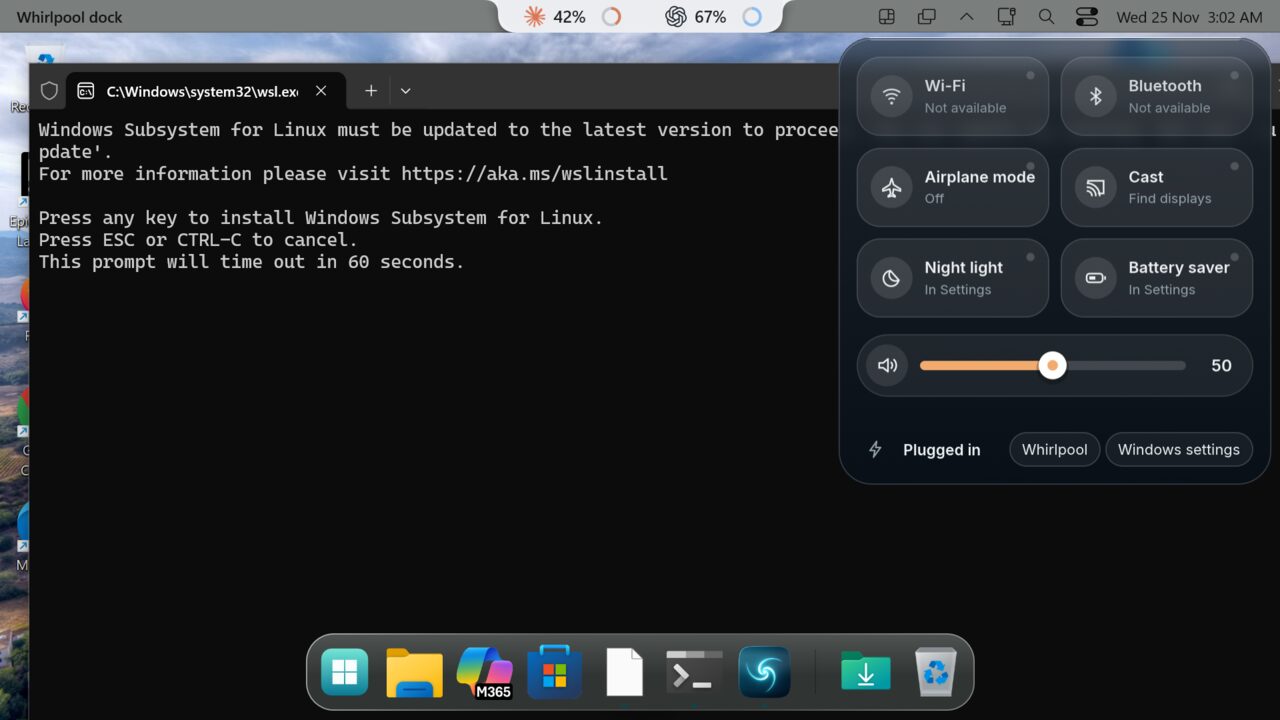 Whirlpool dock
42%
67%
Wed 25 Nov 3:02 AM
C:\Windows\system32\wsl.exe
Windows Subsystem for Linux must be updated to the latest version to
pdate'.
For more information please visit https://aka.ms/wslinstall
Press any key to install Windows Subsystem for Linux.
Press ESC or CTRL-C to cancel.
This prompt will time out in 60 seconds.
Wi-Fi
Not available
Bluetooth
Not available
Airplane mode
Off
Cast
Find displays
Night light
In Settings
Battery saver
In Settings
50
Plugged in
Whirlpool
Windows settings
M365